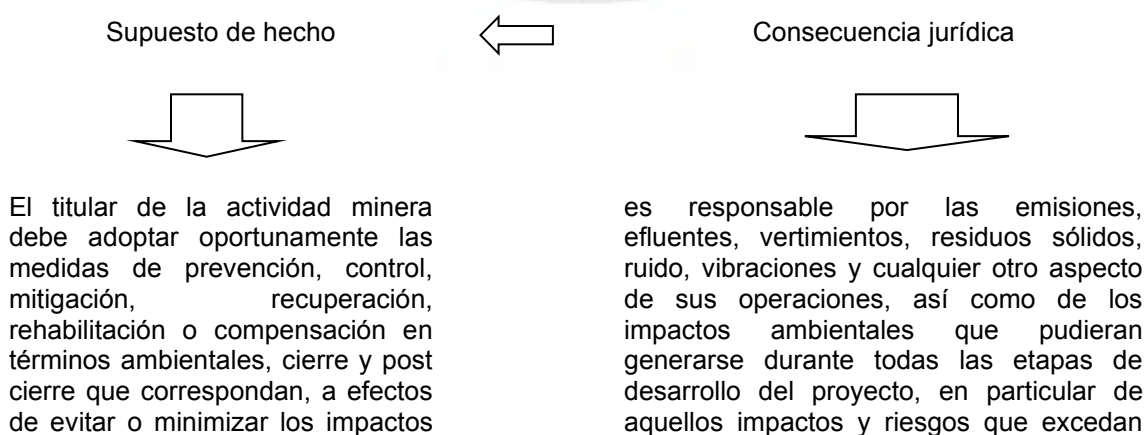 Supuesto de hecho
Consecuencia jurídica
El titular de la actividad minera
debe adoptar oportunamente las
medidas de prevención, control,
mitigación, recuperación,
rehabilitación o compensación en
términos ambientales, cierre y post
cierre que correspondan, a efectos
de evitar o minimizar los impactos
es responsable por las emisiones,
efluentes, vertimientos, residuos sólidos,
ruido, vibraciones y cualquier otro aspecto
de sus operaciones, así como de los
impactos ambientales que pudieran
generarse durante todas las etapas de
desarrollo del proyecto, en particular de
aquellos impactos y riesgos que excedan